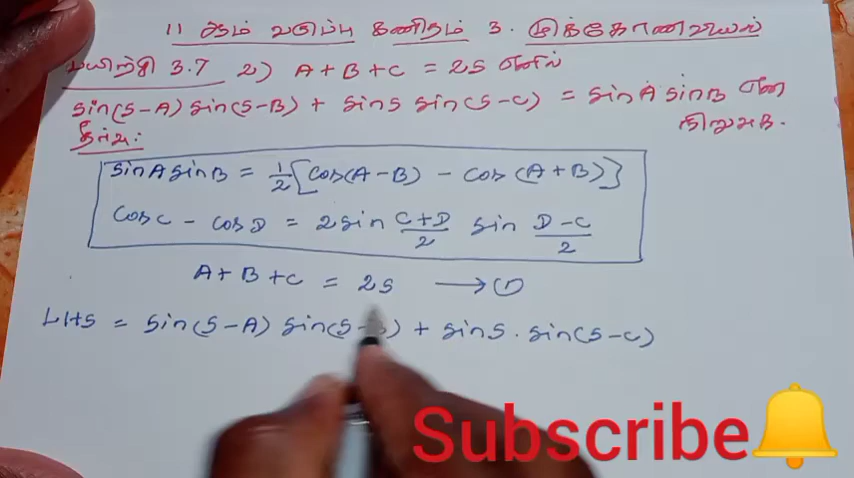 11 ஆம் வகுப்பு கணிதம் 3. முக்கோணவியல்
பயிற்சி 3.7 2) A+B+C = 2S எனில்
sin(S-A) sin(S-B) + sinS sin(S-C) = sinA sinB என
நிறுவுக.
தீர்வு:
sinA sinB = 1/2 [cos(A-B) - cos(A+B)]
cosC - cosD = 2 sin (C+D)/2 sin (D-C)/2
A+B+C = 2S → ①
LHS = sin(S-A) sin(S-B) + sinS . sin(S-C)
Subscribe